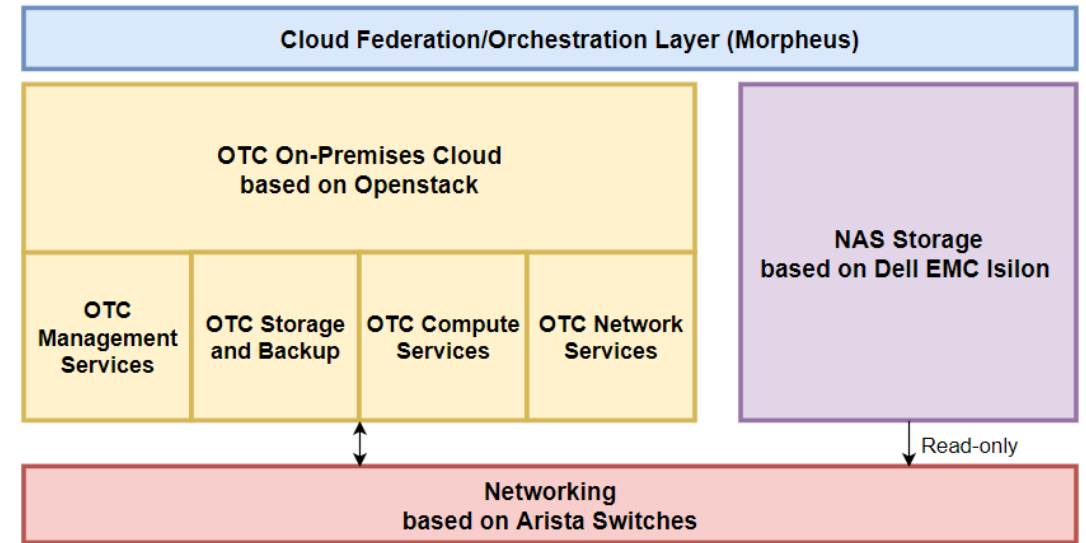 Cloud Federation/Orchestration Layer (Morpheus)
OTC On-Premises Cloud
based on Openstack
NAS Storage
based on Dell EMC Isilon
OTC
Management
Services
OTC Storage
and Backup
OTC Compute
Services
OTC Network
Services
Read-only
Networking
based on Arista Switches